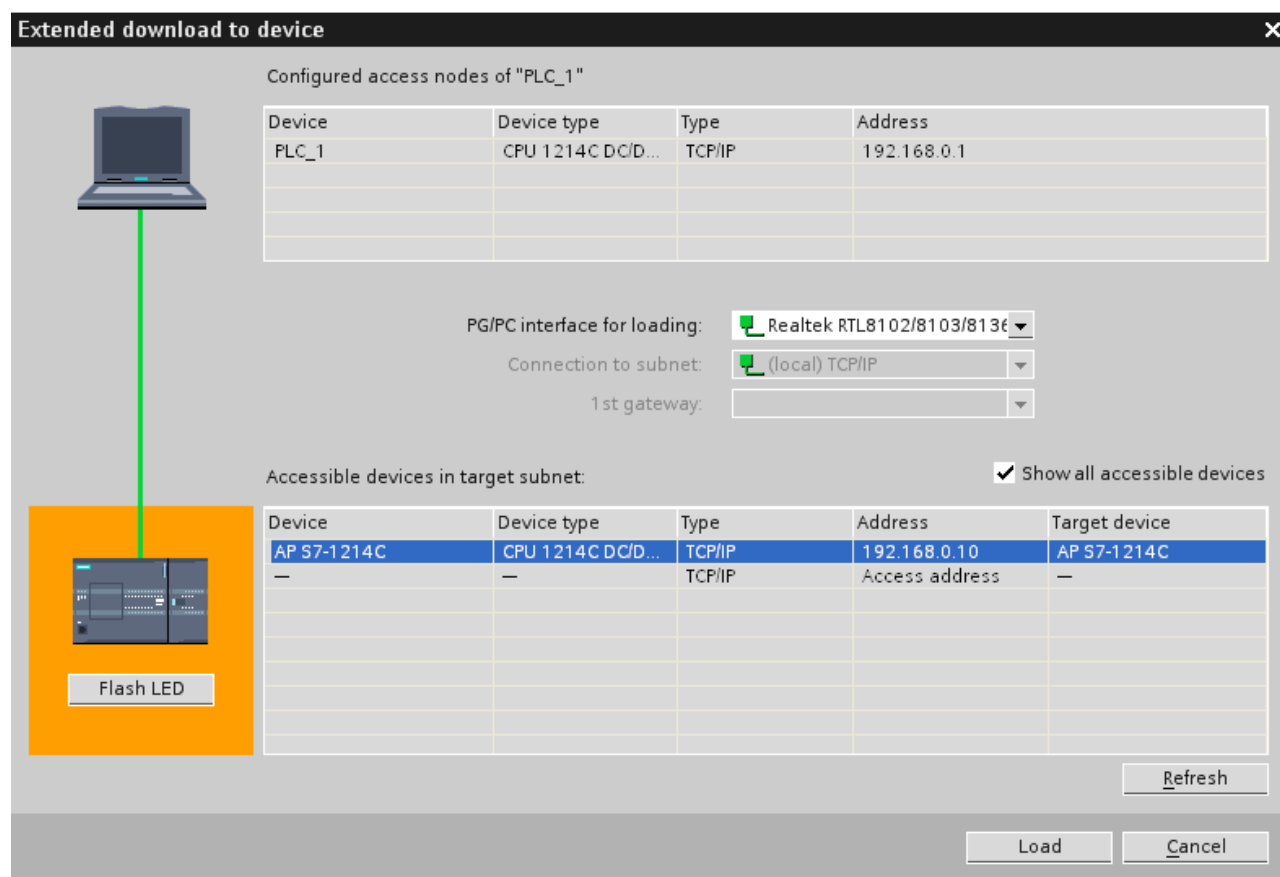 Extended download to device
Configured access nodes of "PLC_1"
Device Device type Type Address
PLC_1 CPU 1214C DC/D... TCP/IP 192.168.0.1
PG/PC interface for loading: Realtek RTL8102/8103/8136
Connection to subnet: (local) TCP/IP
1st gateway:
Accessible devices in target subnet: Show all accessible devices
Device Device type Type Address Target device
AP S7-1214C CPU 1214C DC/D... TCP/IP 192.168.0.10 AP S7-1214C
— — TCP/IP Access address —
Flash LED
Refresh
Load Cancel